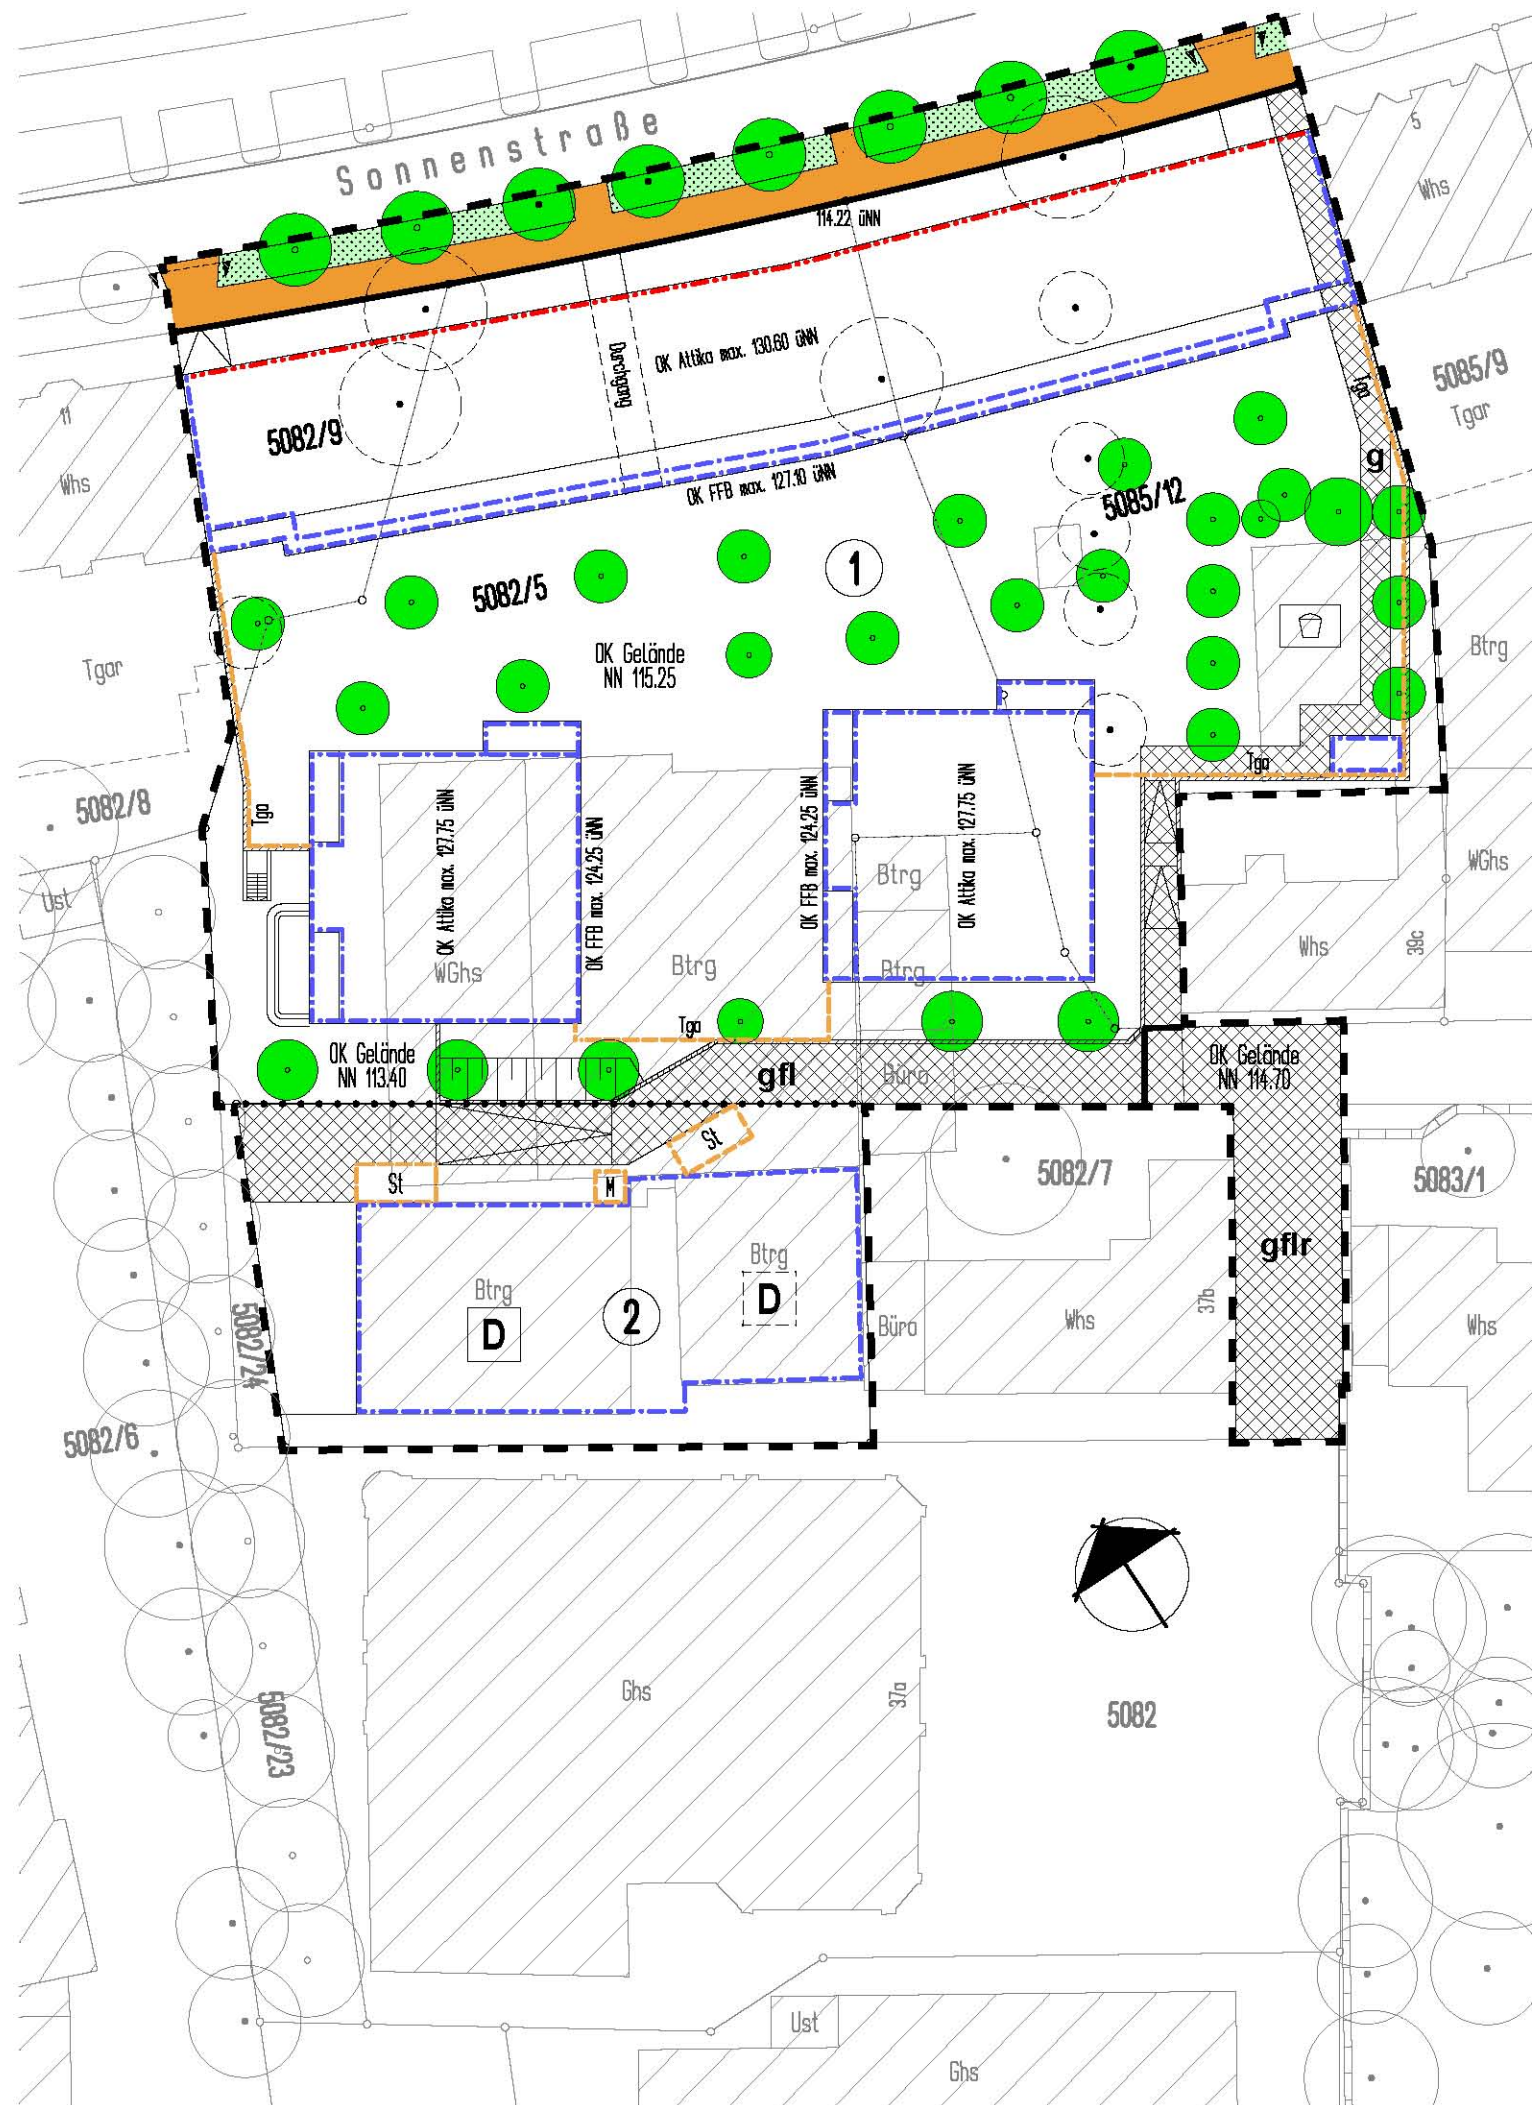 Sonnenstraße
5
Whs
114.22 üNN
Durchgang
OK Attika max. 130.60 üNN
11
Whs
5082/9
Tga
5085/9
Tgar
g
OK FFB max. 127.10 üNN
5085/12
1
5082/5
OK Gelände
NN 115.25
Tgar
Btrg
5082/8
Tga
Tga
OK Attika max. 127.75 üNN
OK FFB max. 124.25 üNN
OK FFB max. 124.25 üNN
OK Attika max. 127.75 üNN
Btrg
WGhs
Ust
Whs
39c
WGhs
Btrg
Btrg
Tga
OK Gelände
NN 113.40
gfl
Büro
OK Gelände
NN 114.70
St
St
M
5082/7
5083/1
gflr
Btrg
D
2
Btrg
D
Büro
Whs
37b
Whs
5082/24
5082/6
Ghs
37a
5082
5082/23
Ust
Ghs